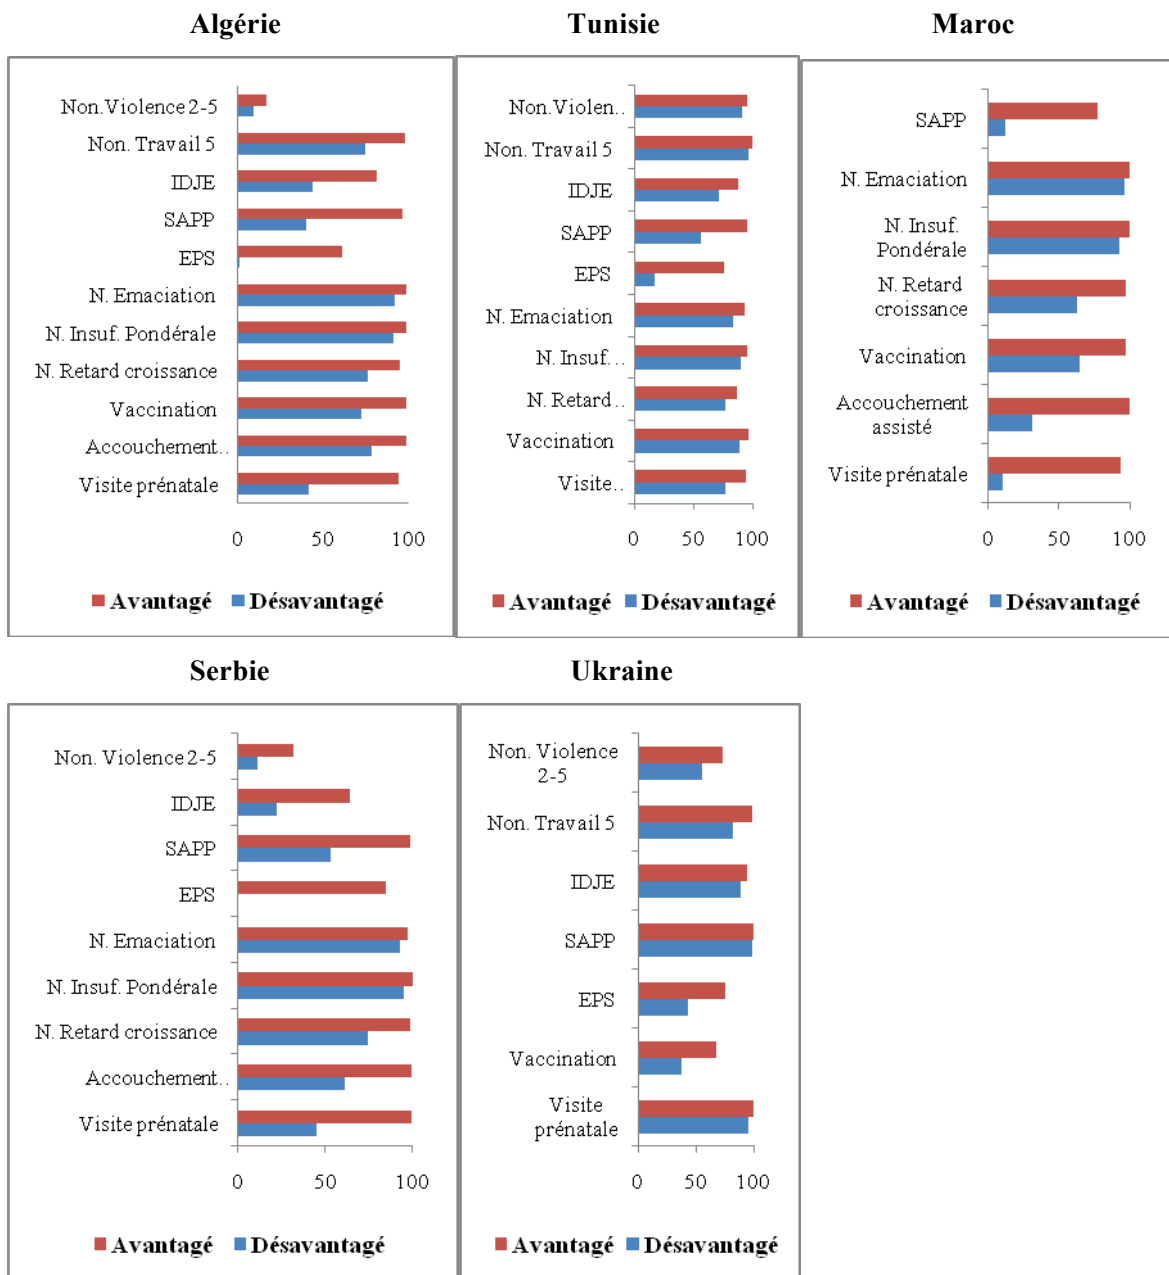 Algérie
Non.Violence 2-5
Non. Travail 5
IDJE
SAPP
EPS
N. Emaciation
N. Insuf. Pondérale
N. Retard croissance
Vaccination
Accouchement..
Visite prénatale
0 50 100
Avantagé Désavantagé
Tunisie
Non. Violen..
Non. Travail 5
IDJE
SAPP
EPS
N. Emaciation
N. Insuf...
N. Retard..
Vaccination
Visite..
0 50 100
Avantagé Désavantagé
Maroc
SAPP
N. Emaciation
N. Insuf.
Pondérale
N. Retard
croissance
Vaccination
Accouchement
assisté
Visite prénatale
0 50 100
Avantagé Désavantagé
Serbie
Non. Violence 2-5
IDJE
SAPP
EPS
N. Emaciation
N. Insuf. Pondérale
N. Retard croissance
Accouchement..
Visite prénatale
0 50 100
Avantagé Désavantagé
Ukraine
Non. Violence
2-5
Non. Travail 5
IDJE
SAPP
EPS
Vaccination
Visite
prénatale
0 50 100
Avantagé Désavantagé